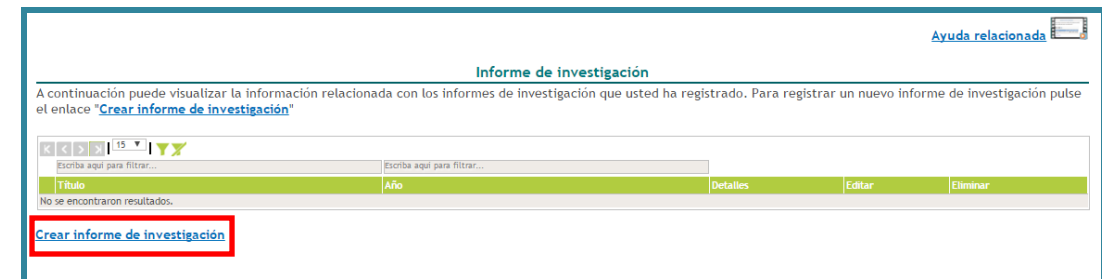 Ayuda relacionada
Informe de investigación
A continuación puede visualizar la información relacionada con los informes de investigación que usted ha registrado. Para registrar un nuevo informe de investigación pulse
el enlace "Crear informe de investigación"
15
Escriba aquí para filtrar... Escriba aquí para filtrar...
Título Año Detalles Editar Eliminar
No se encontraron resultados.
Crear informe de investigación